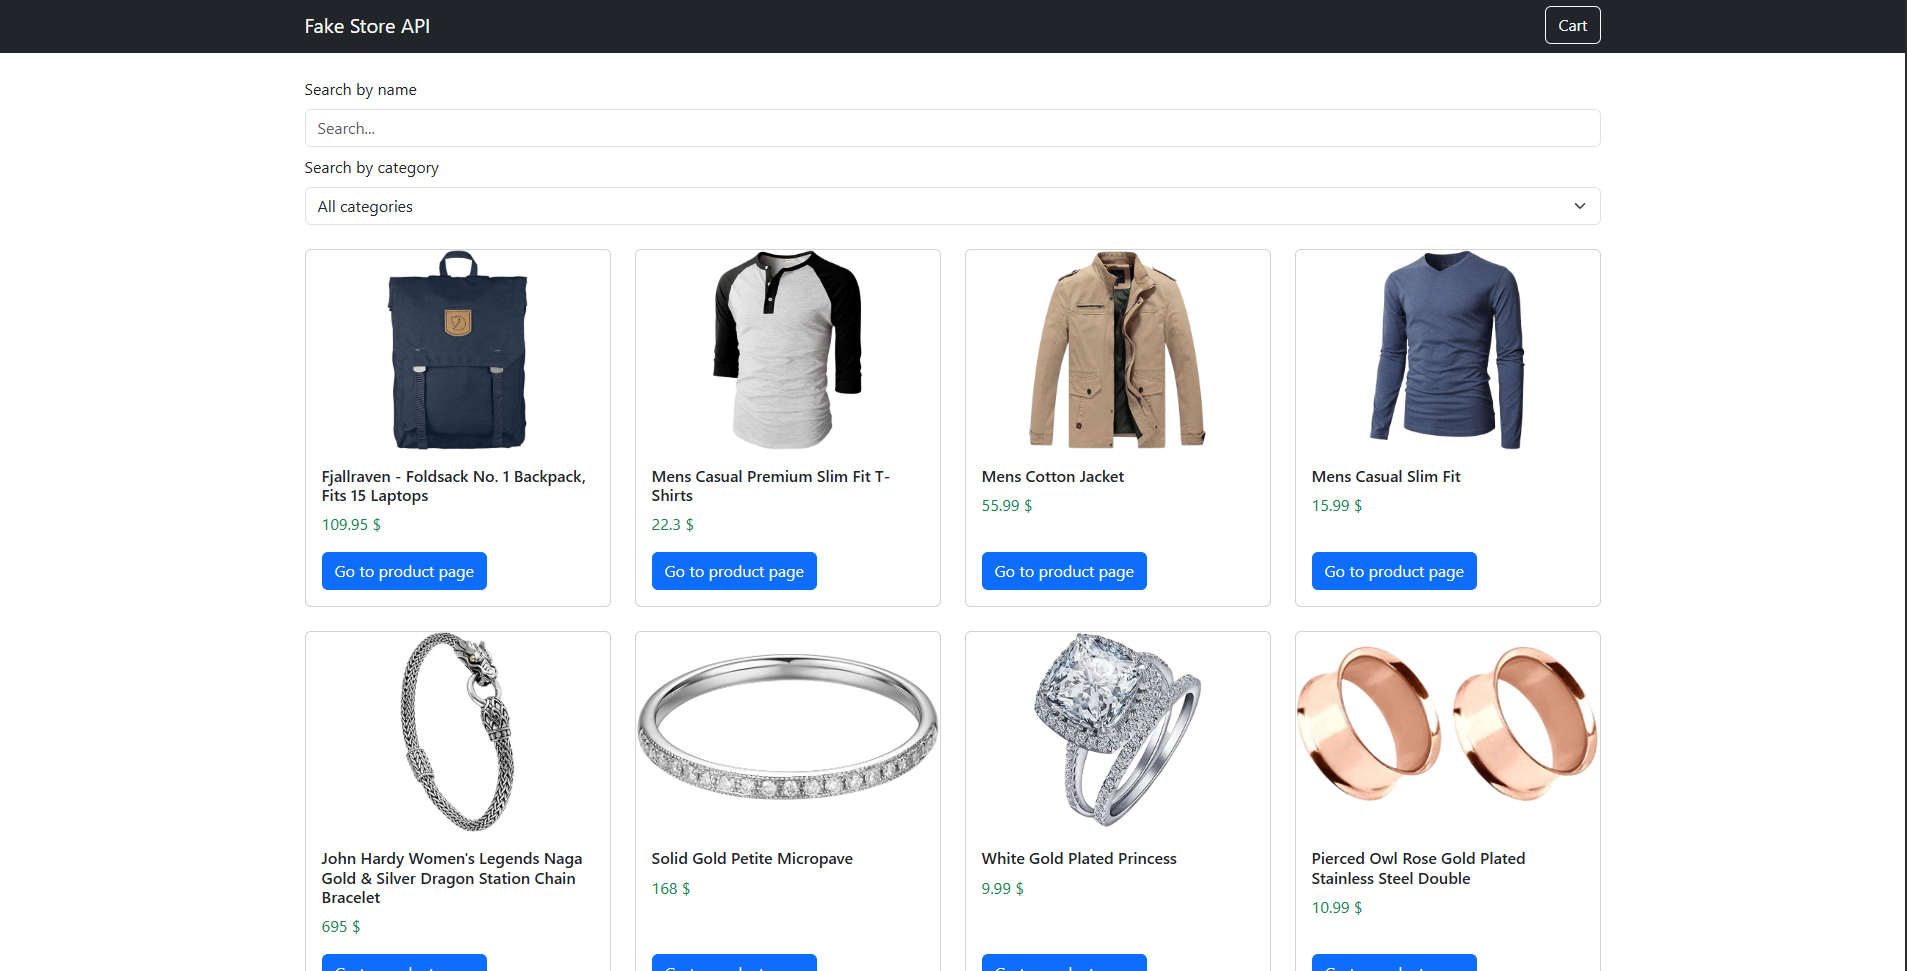 Fake Store API
Cart
Search by name
Search...
Search by category
All categories
Fjallraven - Foldsack No. 1 Backpack,
Fits 15 Laptops
109.95 $
Go to product page
Mens Casual Premium Slim Fit T-
Shirts
22.3 $
Go to product page
Mens Cotton Jacket
55.99 $
Go to product page
Mens Casual Slim Fit
15.99 $
Go to product page
John Hardy Women's Legends Naga
Gold & Silver Dragon Station Chain
Bracelet
695 $
Solid Gold Petite Micropave
168 $
White Gold Plated Princess
9.99 $
Pierced Owl Rose Gold Plated
Stainless Steel Double
10.99 $